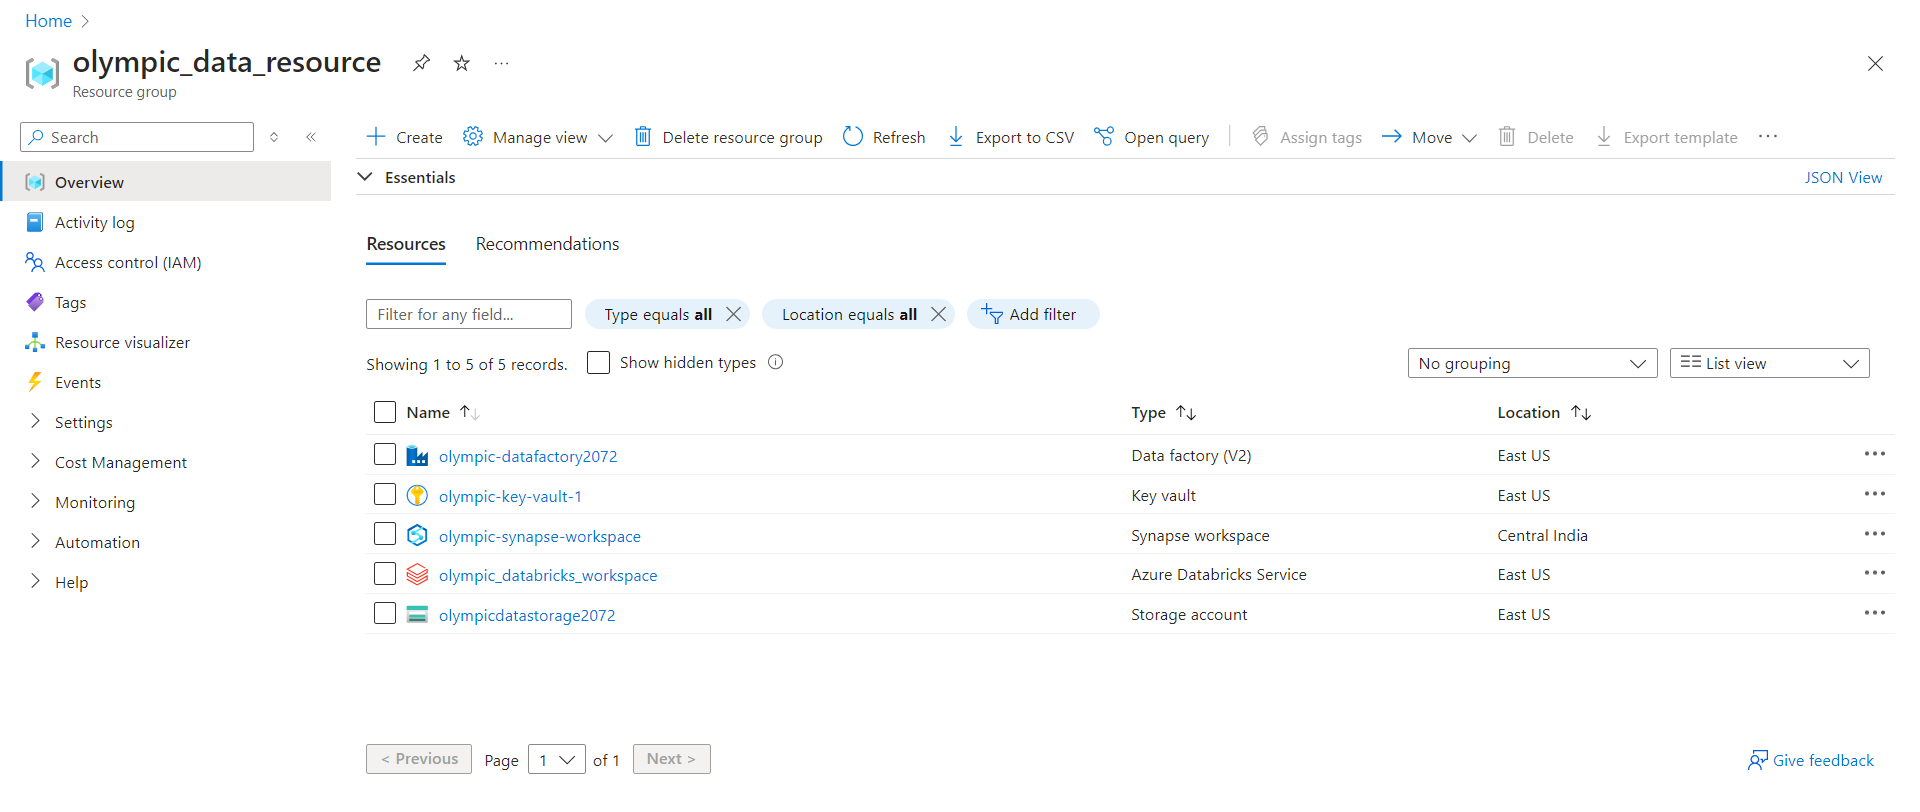 Home
olympic_data_resource
Resource group
Search
Create Manage view Delete resource group Refresh Export to CSV Open query Assign tags Move Delete Export template
Overview
Activity log
Access control (IAM)
Tags
Resource visualizer
Events
Settings
Cost Management
Monitoring
Automation
Help
Essentials JSON View
Resources Recommendations
Filter for any field... Type equals all Location equals all Add filter
Showing 1 to 5 of 5 records. Show hidden types No grouping List view
Name Type Location
olympic-datafactory2072 Data factory (V2) East US
olympic-key-vault-1 Key vault East US
olympic-synapse-workspace Synapse workspace Central India
olympic_databricks_workspace Azure Databricks Service East US
olympicdatastorage2072 Storage account East US
< Previous Page 1 of 1 Next > Give feedback